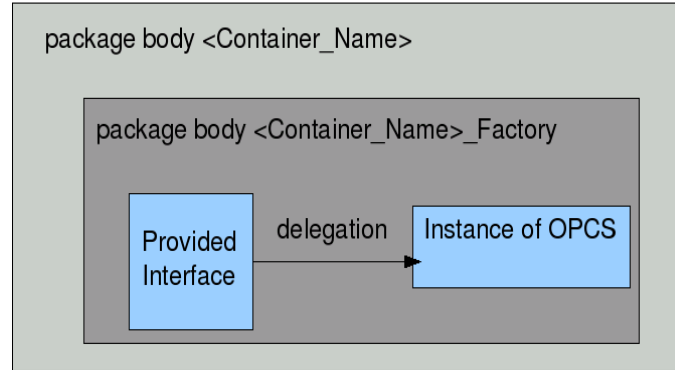 package body <Container_Name>
package body <Container_Name>_Factory
Provided
Interface
delegation
Instance of OPCS